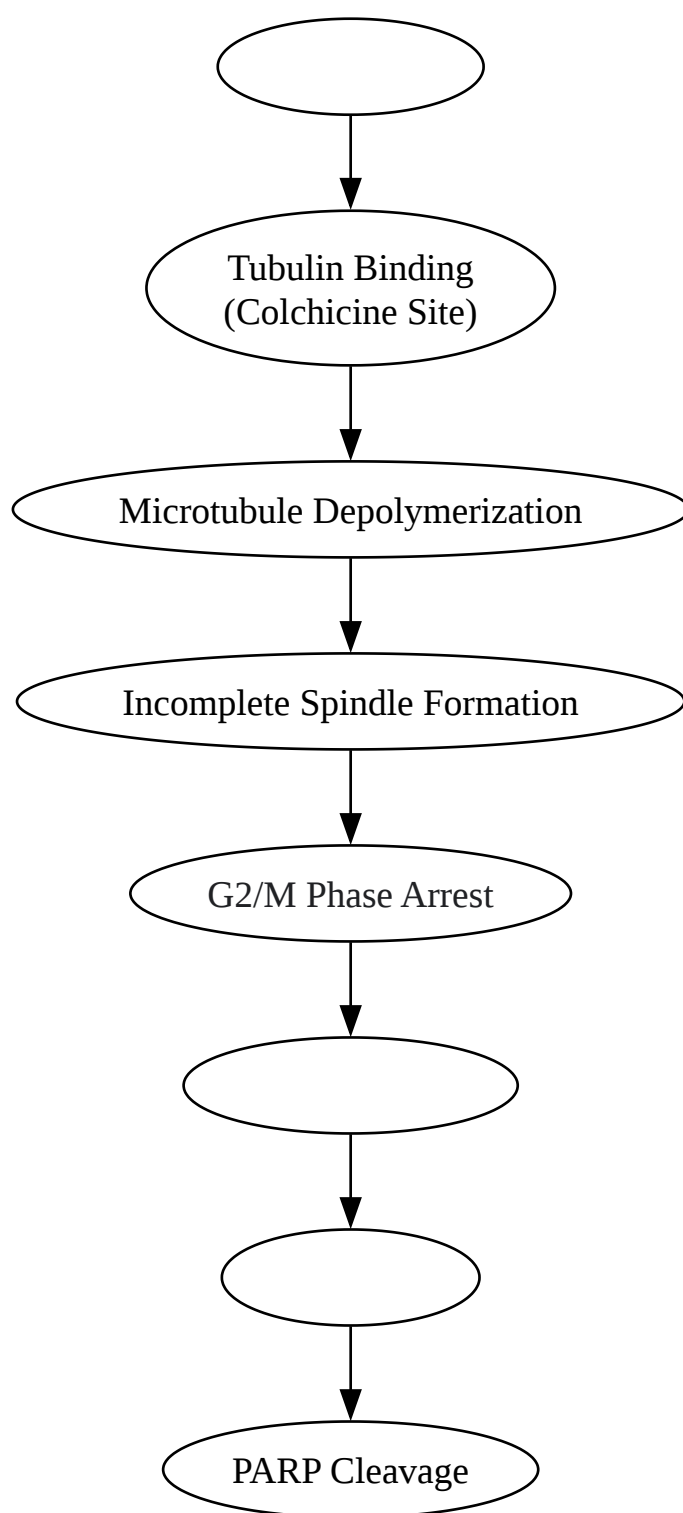 Tubulin Binding
(Colchicine Site)
Microtubule Depolymerization
Incomplete Spindle Formation
G2/M Phase Arrest
PARP Cleavage